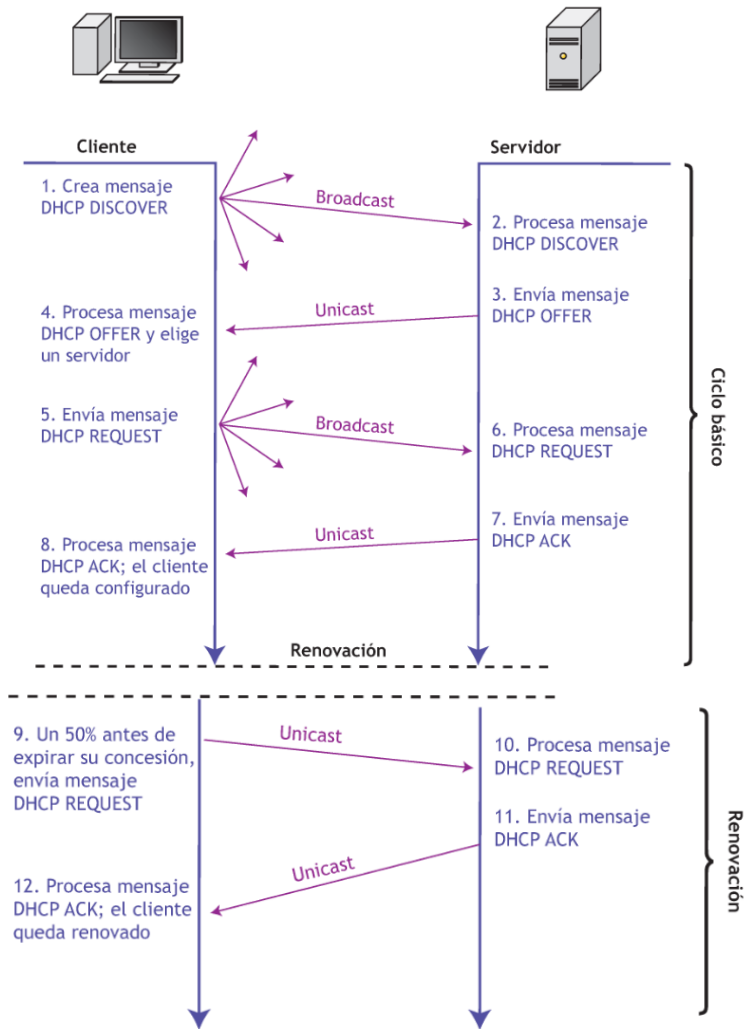 Cliente
Servidor
1. Crea mensaje
DHCP DISCOVER
Broadcast
2. Procesa mensaje
DHCP DISCOVER
3. Envía mensaje
DHCP OFFER
Unicast
4. Procesa mensaje
DHCP OFFER y elige
un servidor
5. Envía mensaje
DHCP REQUEST
Broadcast
6. Procesa mensaje
DHCP REQUEST
7. Envía mensaje
DHCP ACK
Unicast
8. Procesa mensaje
DHCP ACK; el cliente
queda configurado
Ciclo básico
Renovación
9. Un 50% antes de
expirar su concesión,
envía mensaje
DHCP REQUEST
Unicast
10. Procesa mensaje
DHCP REQUEST
11. Envía mensaje
DHCP ACK
Unicast
12. Procesa mensaje
DHCP ACK; el cliente
queda renovado
Renovación